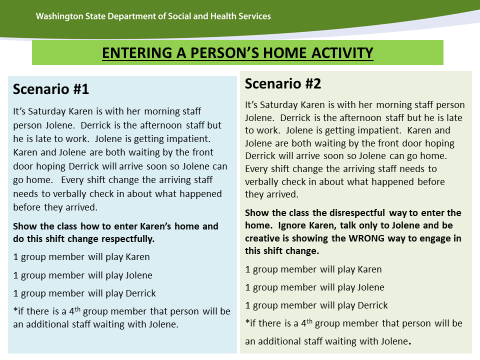 Washington State Department of Social and Health Services
ENTERING A PERSON'S HOME ACTIVITY
Scenario #1
It's Saturday Karen is with her morning staff
person Jolene. Derrick is the afternoon staff but
he is late to work. Jolene is getting impatient.
Karen and Jolene are both waiting by the front
door hoping Derrick will arrive soon so Jolene can
go home. Every shift change the arriving staff
needs to verbally check in about what happened
before they arrived.
Show the class how to enter Karen's home and
do this shift change respectfully.
1 group member will play Karen
1 group member will play Jolene
1 group member will play Derrick
*if there is a 4th group member that person will be
an additional staff waiting with Jolene.
Scenario #2
It's Saturday Karen is with her morning staff person
Jolene. Derrick is the afternoon staff but he is late
to work. Jolene is getting impatient. Karen and
Jolene are both waiting by the front door hoping
Derrick will arrive soon so Jolene can go home.
Every shift change the arriving staff needs to
verbally check in about what happened before
they arrived.
Show the class the disrespectful way to enter the
home. Ignore Karen, talk only to Jolene and be
creative is showing the WRONG way to engage in
this shift change.
1 group member will play Karen
1 group member will play Jolene
1 group member will play Derrick
*if there is a 4th group member that person will be
an additional staff waiting with Jolene.